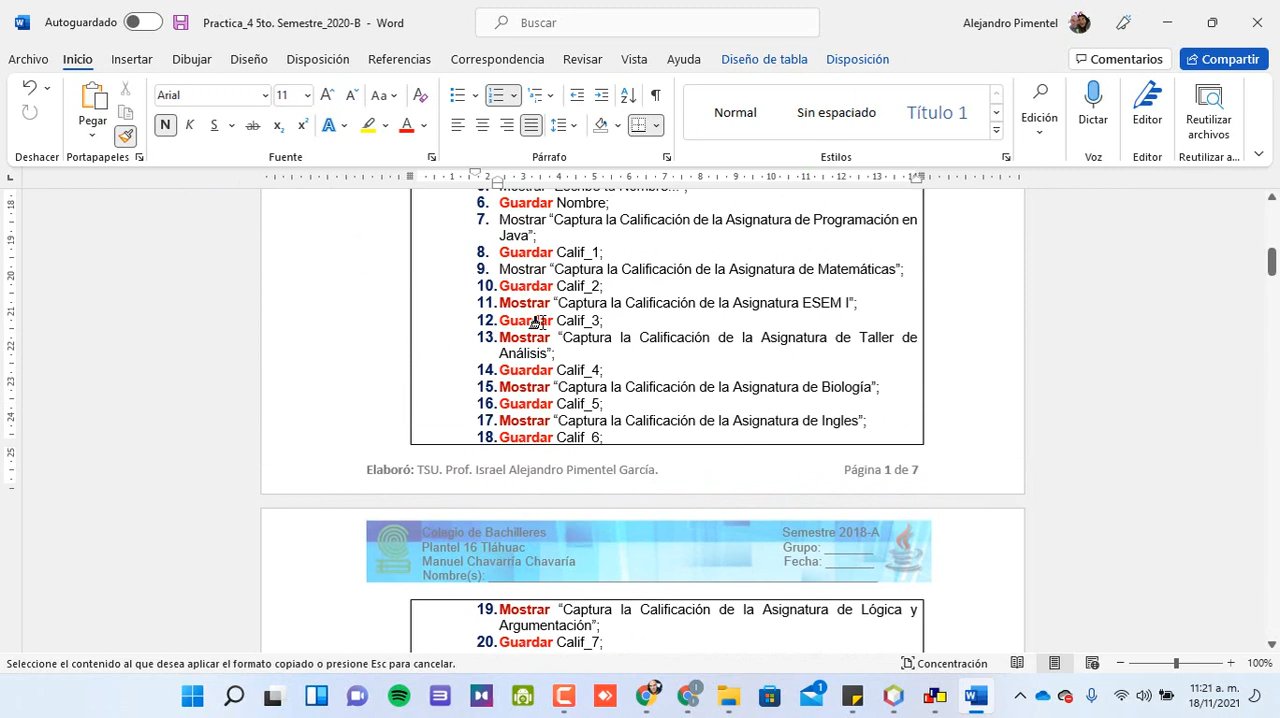 Autoguardado
Practica_4 5to. Semestre_2020-B - Word
Buscar
Alejandro Pimentel
Archivo Inicio Insertar Dibujar Diseño Disposición Referencias Correspondencia Revisar Vista Ayuda Diseño de tabla Disposición
Comentarios Compartir
Arial 11
Normal Sin espaciado Título 1
Pegar
Edición Dictar Editor Reutilizar archivos
Deshacer Portapapeles Fuente Párrafo Estilos Voz Editor Reutilizar a...
5. Mostrar “Escribe tu Nombre...”;
6. Guardar Nombre;
7. Mostrar “Captura la Calificación de la Asignatura de Programación en
Java”;
8. Guardar Calif_1;
9. Mostrar “Captura la Calificación de la Asignatura de Matemáticas”;
10. Guardar Calif_2;
11. Mostrar “Captura la Calificación de la Asignatura ESEM I”;
12. Guardar Calif_3;
13. Mostrar “Captura la Calificación de la Asignatura de Taller de
Análisis”;
14. Guardar Calif_4;
15. Mostrar “Captura la Calificación de la Asignatura de Biología”;
16. Guardar Calif_5;
17. Mostrar “Captura la Calificación de la Asignatura de Ingles”;
18. Guardar Calif_6;
Elaboró: TSU. Prof. Israel Alejandro Pimentel García. Página 1 de 7
Colegio de Bachilleres Semestre 2018-A
Plantel 16 Tláhuac Grupo: ______
Manuel Chavarría Chavaría Fecha: ______
Nombre(s): ______
19. Mostrar “Captura la Calificación de la Asignatura de Lógica y
Argumentación”;
20. Guardar Calif_7;
Seleccione el contenido al que desea aplicar el formato copiado o presione Esc para cancelar.
Concentración 100%
11:21 a. m.
18/11/2021